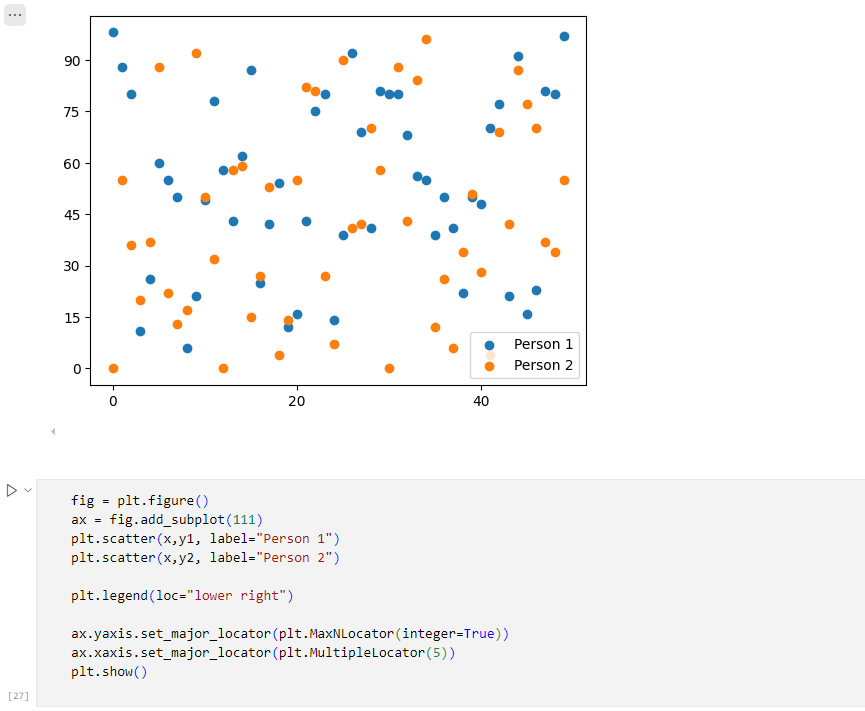 90
75
60
45
30
15
0
0 20 40
Person 1
Person 2
fig = plt.figure()
ax = fig.add_subplot(111)
plt.scatter(x,y1, label="Person 1")
plt.scatter(x,y2, label="Person 2")
plt.legend(loc="lower right")
ax.yaxis.set_major_locator(plt.MaxNLocator(integer=True))
ax.xaxis.set_major_locator(plt.MultipleLocator(5))
plt.show()
[27]